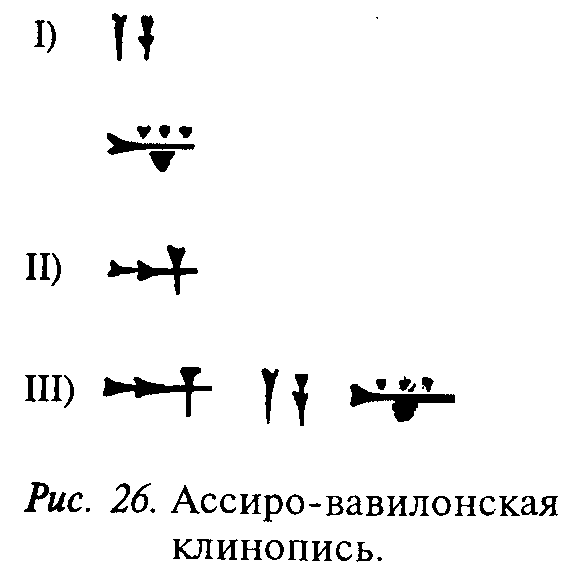 I) 𒀀
II) 𒀭
III) 𒀭 𒀀
Рис. 26. Ассиро-вавилонская
клинопись.